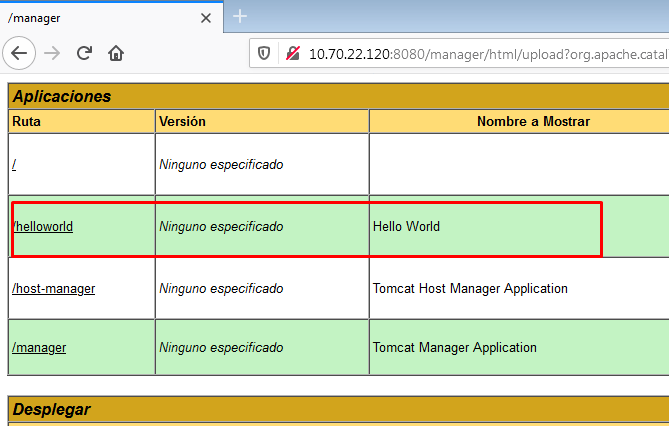 /manager
10.70.22.120:8080/manager/html/upload?org.apache.catal
Aplicaciones
Ruta Versión Nombre a Mostrar
/ Ninguno especificado
/helloworld Ninguno especificado Hello World
/host-manager Ninguno especificado Tomcat Host Manager Application
/manager Ninguno especificado Tomcat Manager Application
Desplegar